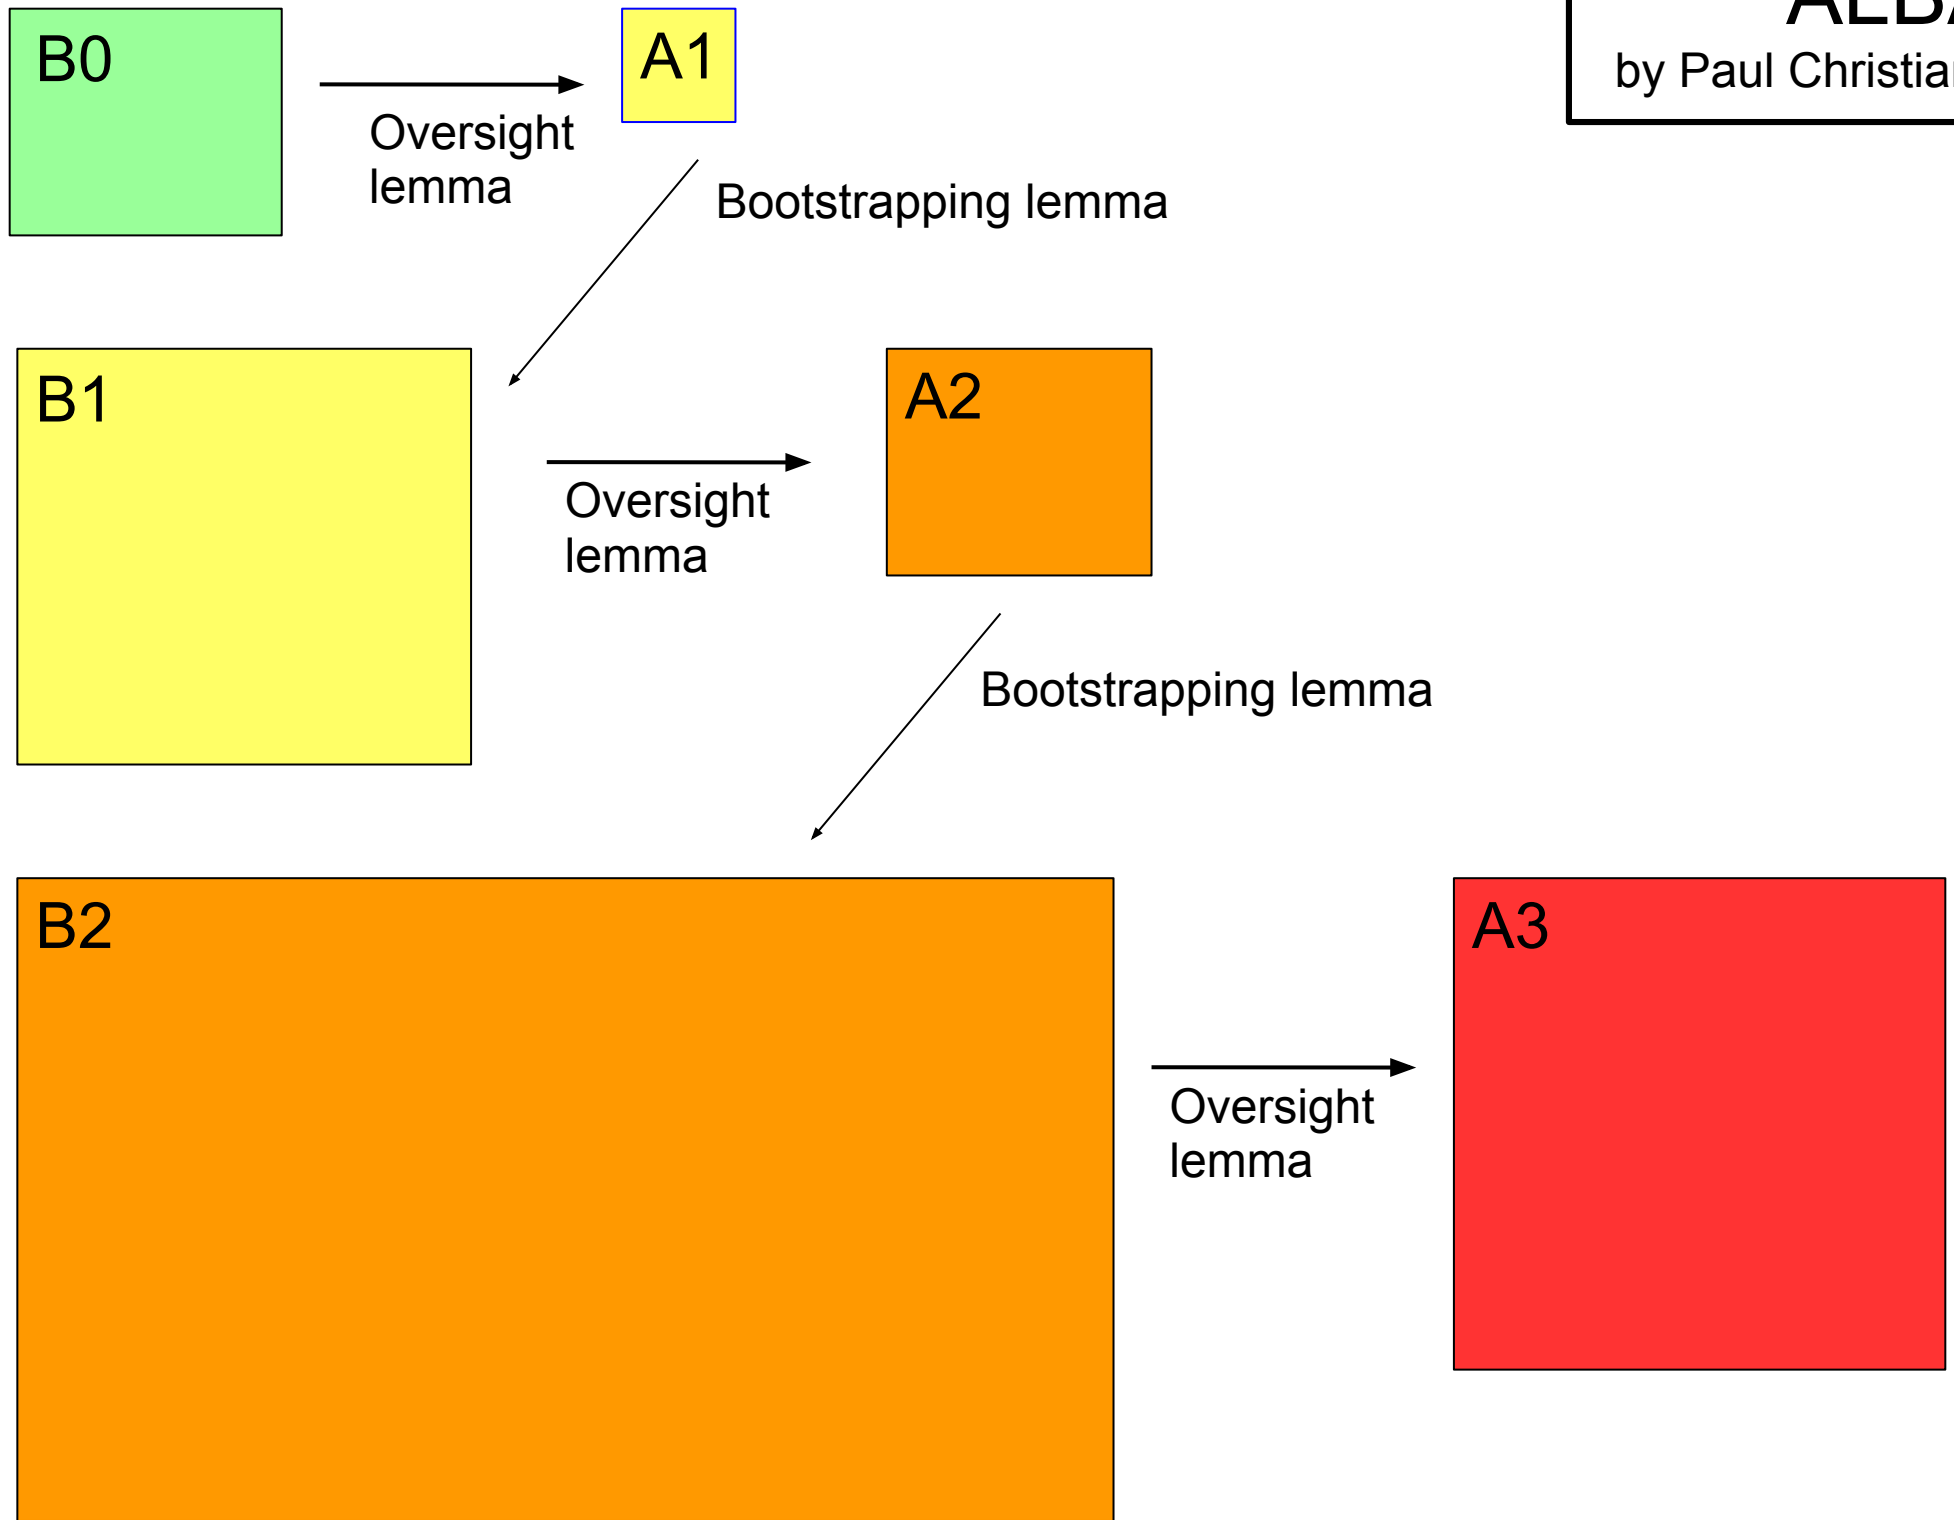 B0
A1
by Paul Christia
Oversight
lemma
Bootstrapping lemma
B1
A2
Oversight
lemma
Bootstrapping lemma
B2
A3
Oversight
lemma